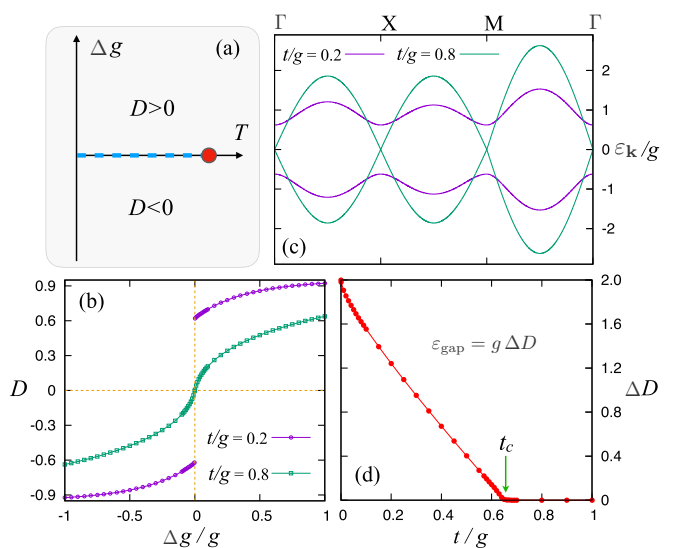 (a)
Δg
D>0
T
D<0
Γ X M Γ
t/g = 0.2 t/g = 0.8
2
1
0
-1
-2
ε_k/g
(c)
(b)
0.9
0.6
0.3
0
-0.3
-0.6
-0.9
D
t/g = 0.2
t/g = 0.8
-1 -0.5 0 0.5 1
Δg/g
2.0
1.6
1.2
0.8
0.4
0
ε_gap = g ΔD
ΔD
t_c
(d)
0 0.2 0.4 0.6 0.8 1
t/g